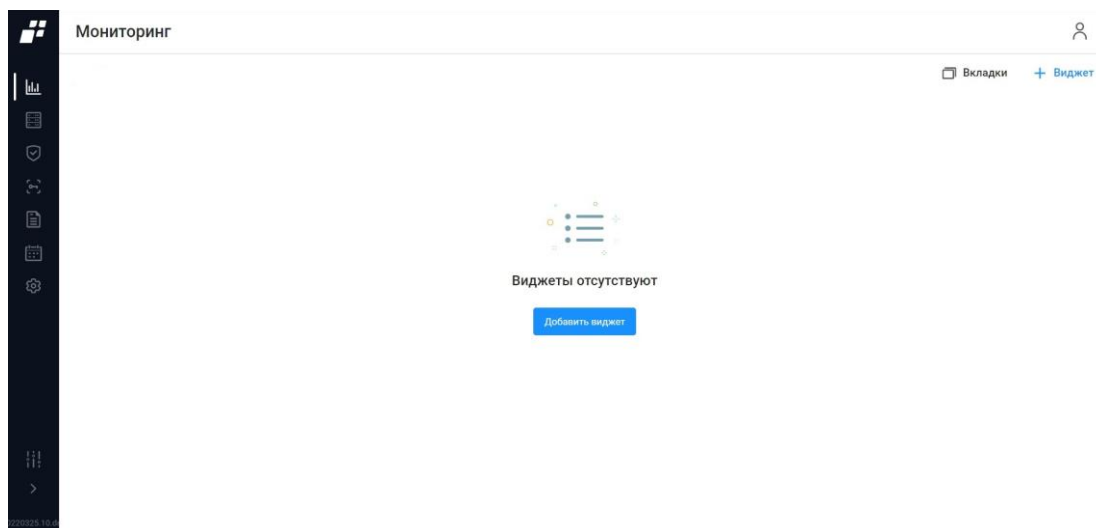 Мониторинг
Вкладки
+ Виджет
Виджеты отсутствуют
Добавить виджет